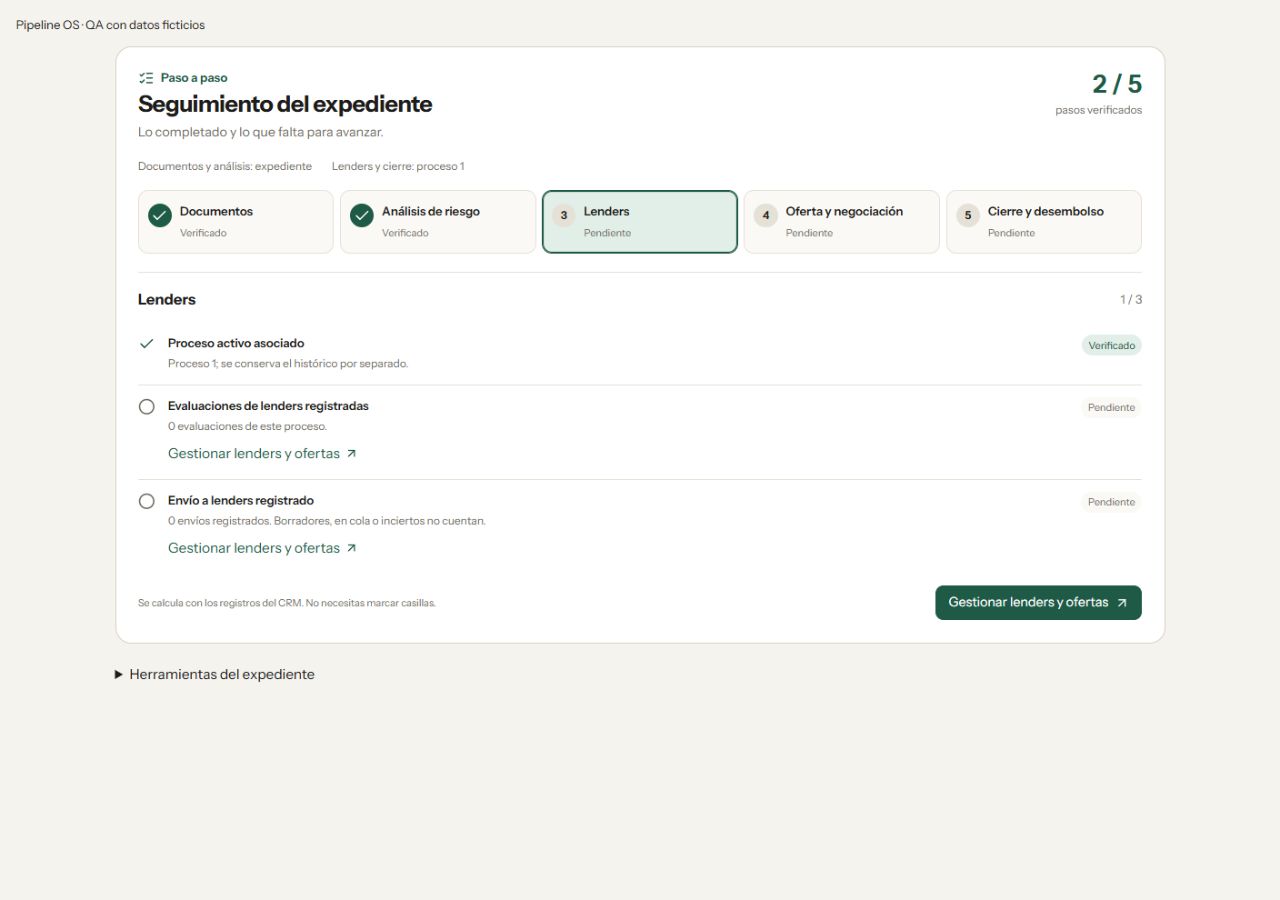 Pipeline OS · QA con datos ficticios
Paso a paso
Seguimiento del expediente
Lo completado y lo que falta para avanzar.
2 / 5
pasos verificados
Documentos y análisis: expediente
Lenders y cierre: proceso 1
Documentos
Verificado
Análisis de riesgo
Verificado
3
Lenders
Pendiente
4
Oferta y negociación
Pendiente
5
Cierre y desembolso
Pendiente
Lenders
1 / 3
Proceso activo asociado
Proceso 1; se conserva el histórico por separado.
Verificado
Evaluaciones de lenders registradas
0 evaluaciones de este proceso.
Gestionar lenders y ofertas
Pendiente
Envío a lenders registrado
0 envíos registrados. Borradores, en cola o inciertos no cuentan.
Gestionar lenders y ofertas
Pendiente
Se calcula con los registros del CRM. No necesitas marcar casillas.
Gestionar lenders y ofertas
Herramientas del expediente